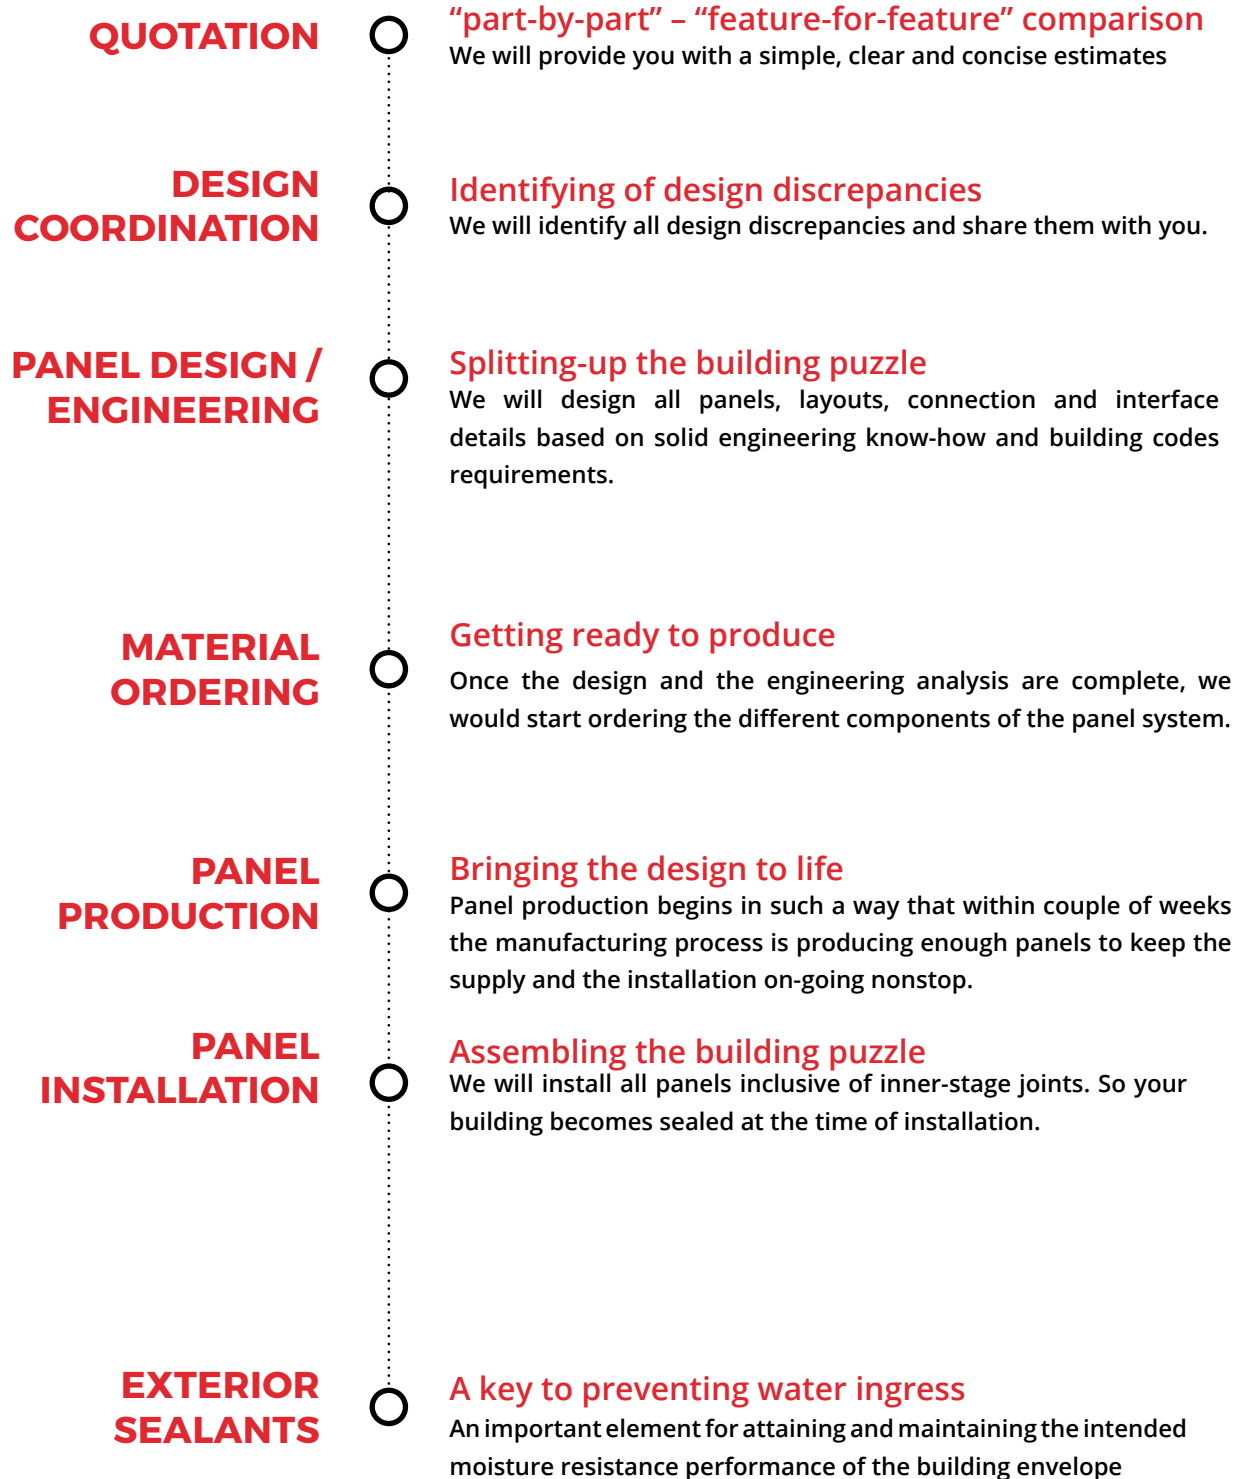 QUOTATION
“part-by-part” – “feature-for-feature” comparison
We will provide you with a simple, clear and concise estimates
DESIGN
COORDINATION
Identifying of design discrepancies
We will identify all design discrepancies and share them with you.
PANEL DESIGN /
ENGINEERING
Splitting-up the building puzzle
We will design all panels, layouts, connection and interface
details based on solid engineering know-how and building codes
requirements.
MATERIAL
ORDERING
Getting ready to produce
Once the design and the engineering analysis are complete, we
would start ordering the different components of the panel system.
PANEL
PRODUCTION
Bringing the design to life
Panel production begins in such a way that within couple of weeks
the manufacturing process is producing enough panels to keep the
supply and the installation on-going nonstop.
PANEL
INSTALLATION
Assembling the building puzzle
We will install all panels inclusive of inner-stage joints. So your
building becomes sealed at the time of installation.
EXTERIOR
SEALANTS
A key to preventing water ingress
An important element for attaining and maintaining the intended
moisture resistance performance of the building envelope